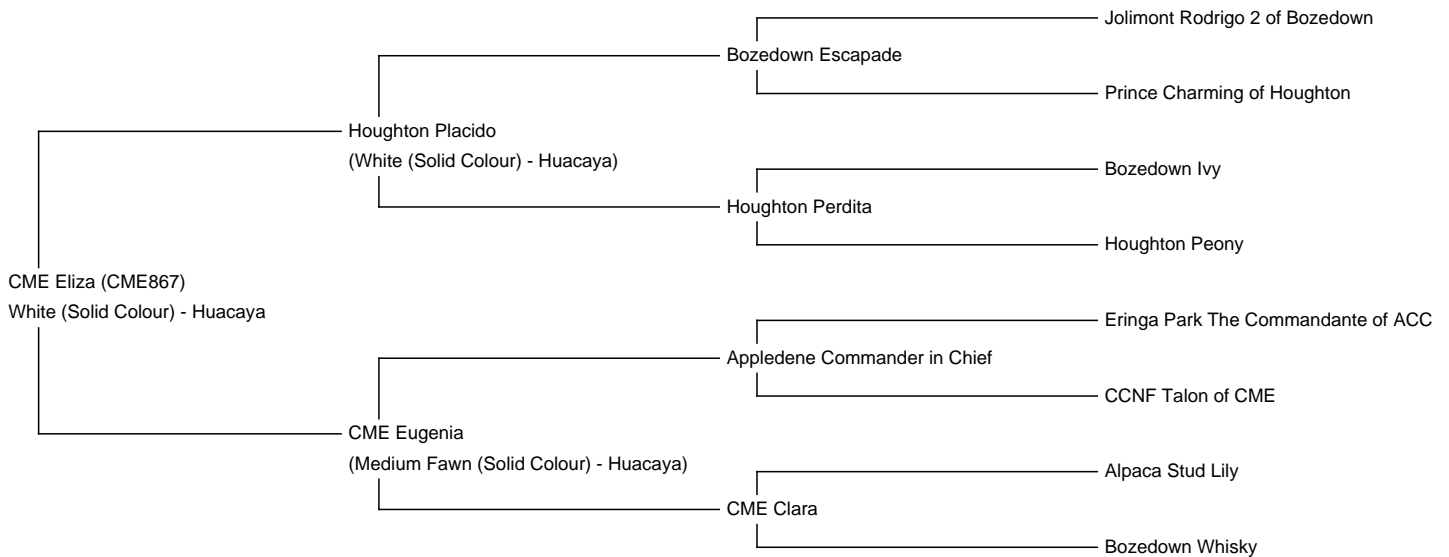 Jolimont Rodrigo 2 of Bozedown
Bozedown Escapade
Prince Charming of Houghton
Houghton Placido
(White (Solid Colour) - Huacaya)
Bozedown Ivy
Houghton Perdita
Houghton Peony
CME Eliza (CME867)
White (Solid Colour) - Huacaya
Eringa Park The Commandante of ACC
Appledene Commander in Chief
CCNF Talon of CME
CME Eugenia
(Medium Fawn (Solid Colour) - Huacaya)
Alpaca Stud Lily
CME Clara
Bozedown Whisky